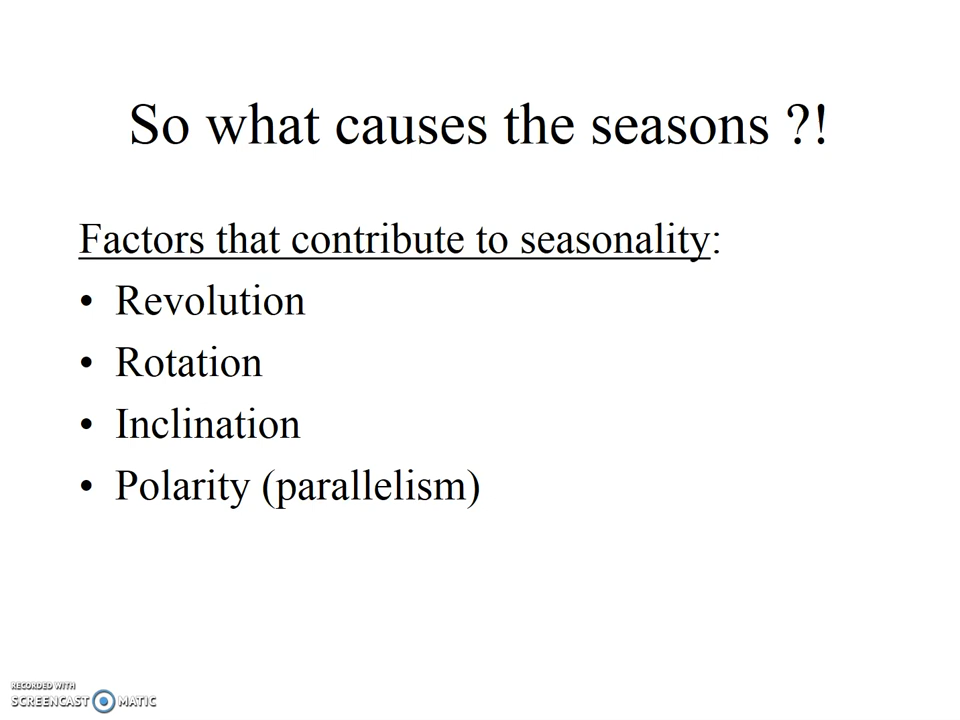 So what causes the seasons ?!
Factors that contribute to seasonality:
• Revolution
• Rotation
• Inclination
• Polarity (parallelism)
RECORDED WITH
SCREENCAST MATIC